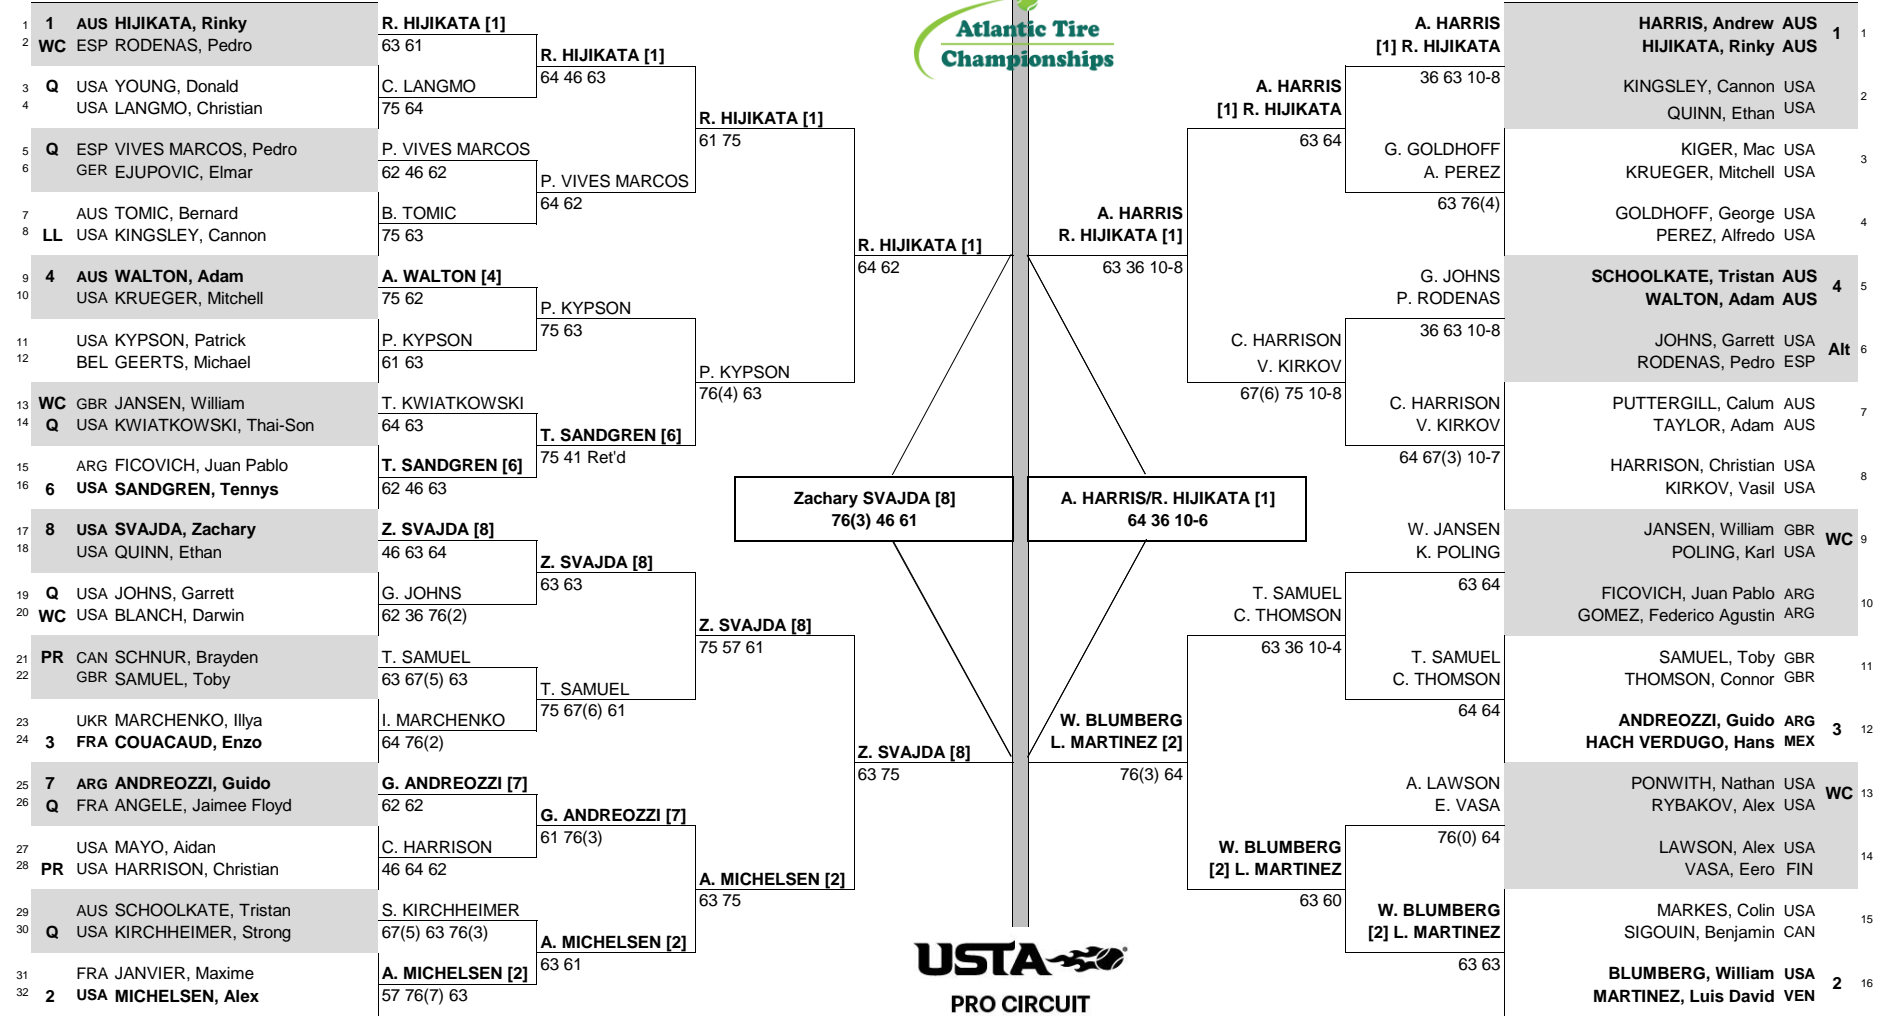 Atlantic Tire
Championships
1 1 AUS HIJIKATA, Rinky
2 WC ESP RODENAS, Pedro
3 Q USA YOUNG, Donald
4 USA LANGMO, Christian
5 Q ESP VIVES MARCOS, Pedro
6 GER EJUPOVIC, Elmar
7 AUS TOMIC, Bernard
8 LL USA KINGSLEY, Cannon
9 4 AUS WALTON, Adam
10 USA KRUEGER, Mitchell
11 USA KYPSON, Patrick
12 BEL GEERTS, Michael
13 WC GBR JANSEN, William
14 Q USA KWIATKOWSKI, Thai-Son
15 ARG FICOVICH, Juan Pablo
16 6 USA SANDGREN, Tennys
17 8 USA SVAJDA, Zachary
18 USA QUINN, Ethan
19 Q USA JOHNS, Garrett
20 WC USA BLANCH, Darwin
21 PR CAN SCHNUR, Brayden
22 GBR SAMUEL, Toby
23 UKR MARCHENKO, Illya
24 3 FRA COUACAUD, Enzo
25 7 ARG ANDREOZZI, Guido
26 Q FRA ANGELE, Jaimee Floyd
27 USA MAYO, Aidan
28 PR USA HARRISON, Christian
29 AUS SCHOOLKATE, Tristan
30 Q USA KIRCHHEIMER, Strong
31 FRA JANVIER, Maxime
32 2 USA MICHELSEN, Alex
R. HIJIKATA [1]
63 61
C. LANGMO
75 64
P. VIVES MARCOS
62 46 62
B. TOMIC
75 63
A. WALTON [4]
75 62
P. KYPSON
61 63
T. KWIATKOWSKI
64 63
T. SANDGREN [6]
62 46 63
Z. SVAJDA [8]
46 63 64
G. JOHNS
62 36 76(2)
T. SAMUEL
63 67(5) 63
I. MARCHENKO
64 76(2)
G. ANDREOZZI [7]
62 62
C. HARRISON
46 64 62
S. KIRCHHEIMER
67(5) 63 76(3)
A. MICHELSEN [2]
57 76(7) 63
R. HIJIKATA [1]
64 46 63
P. VIVES MARCOS
64 62
P. KYPSON
75 63
T. SANDGREN [6]
75 41 Ret'd
Z. SVAJDA [8]
63 63
T. SAMUEL
75 67(6) 61
G. ANDREOZZI [7]
61 76(3)
A. MICHELSEN [2]
63 61
R. HIJIKATA [1]
61 75
P. KYPSON
76(4) 63
Z. SVAJDA [8]
75 57 61
A. MICHELSEN [2]
63 75
R. HIJIKATA [1]
64 62
Z. SVAJDA [8]
63 75
Zachary SVAJDA [8]
76(3) 46 61
A. HARRIS/R. HIJIKATA [1]
64 36 10-6
A. HARRIS
R. HIJIKATA [1]
63 36 10-8
W. BLUMBERG
L. MARTINEZ [2]
76(3) 64
A. HARRIS
[1] R. HIJIKATA
63 64
C. HARRISON
V. KIRKOV
67(6) 75 10-8
T. SAMUEL
C. THOMSON
63 36 10-4
W. BLUMBERG
[2] L. MARTINEZ
63 60
A. HARRIS
[1] R. HIJIKATA
36 63 10-8
G. GOLDHOFF
A. PEREZ
63 76(4)
G. JOHNS
P. RODENAS
36 63 10-8
C. HARRISON
V. KIRKOV
64 67(3) 10-7
W. JANSEN
K. POLING
63 64
T. SAMUEL
C. THOMSON
64 64
A. LAWSON
E. VASA
76(0) 64
W. BLUMBERG
[2] L. MARTINEZ
63 63
HARRIS, Andrew AUS
HIJIKATA, Rinky AUS
1 1
KINGSLEY, Cannon USA
QUINN, Ethan USA
2
KIGER, Mac USA
KRUEGER, Mitchell USA
3
GOLDHOFF, George USA
PEREZ, Alfredo USA
4
SCHOOLKATE, Tristan AUS
WALTON, Adam AUS
4 5
JOHNS, Garrett USA
RODENAS, Pedro ESP
Alt 6
PUTTERGILL, Calum AUS
TAYLOR, Adam AUS
7
HARRISON, Christian USA
KIRKOV, Vasil USA
8
JANSEN, William GBR
POLING, Karl USA
WC 9
FICOVICH, Juan Pablo ARG
GOMEZ, Federico Agustin ARG
10
SAMUEL, Toby GBR
THOMSON, Connor GBR
11
ANDREOZZI, Guido ARG
HACH VERDUGO, Hans MEX
3 12
PONWITH, Nathan USA
RYBAKOV, Alex USA
WC 13
LAWSON, Alex USA
VASA, Eero FIN
14
MARKES, Colin USA
SIGOUIN, Benjamin CAN
15
BLUMBERG, William USA
MARTINEZ, Luis David VEN
2 16
USTA
PRO CIRCUIT